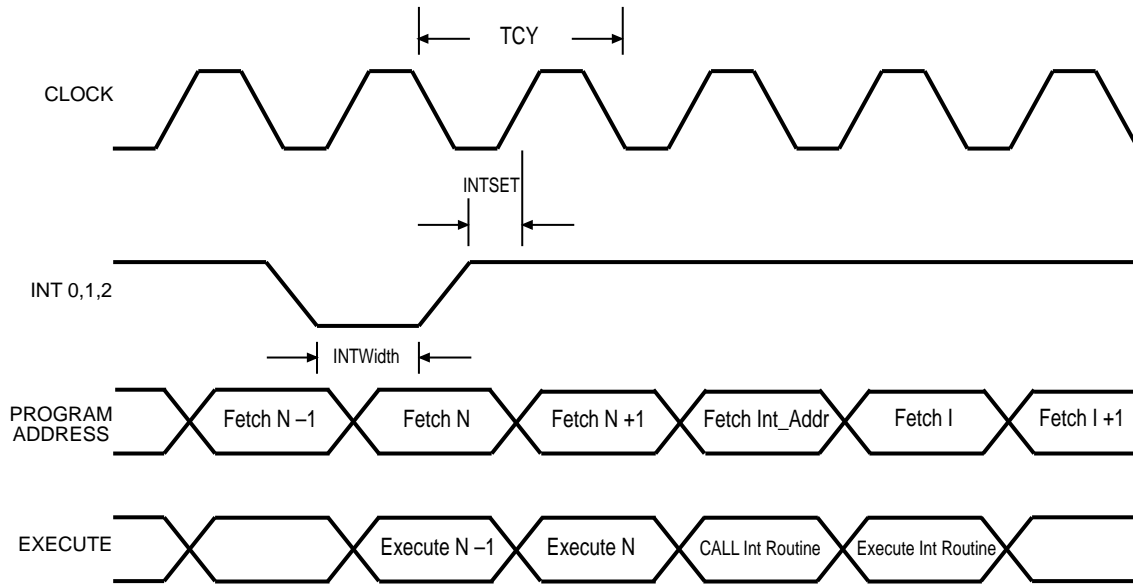 TCY
CLOCK
INTSET
INT 0,1,2
INTWidth
PROGRAM
ADDRESS
Fetch N –1
Fetch N
Fetch N +1
Fetch Int_Addr
Fetch I
Fetch I +1
EXECUTE
Execute N –1
Execute N
CALL Int Routine
Execute Int Routine